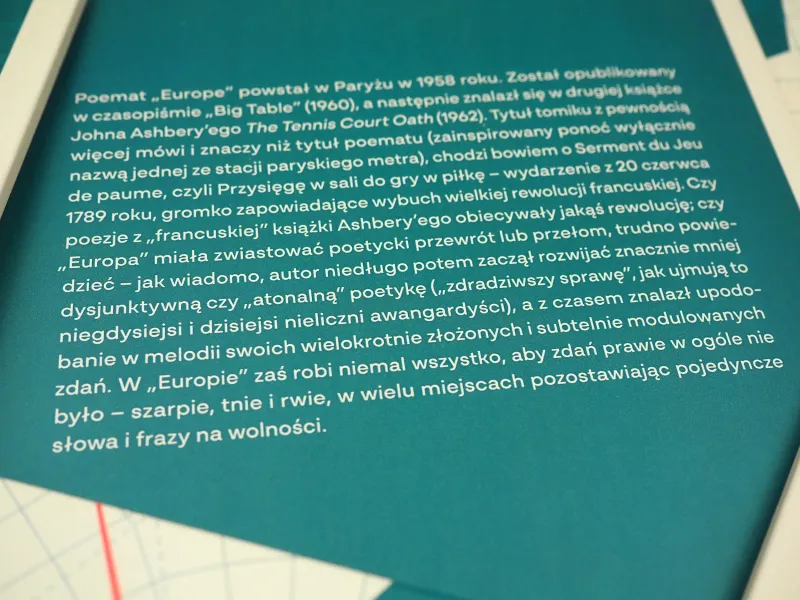 Poemat „Europe” powstał w Paryżu w 1958 roku. Został opublikowany
w czasopiśmie „Big Table” (1960), a następnie znalazł się w drugiej książce
Johna Ashbery’ego The Tennis Court Oath (1962). Tytuł tomiku z pewnością
więcej mówi i znaczy niż tytuł poematu (zainspirowany ponoć wyłącznie
nazwą jednej ze stacji paryskiego metra), chodzi bowiem o Serment du Jeu
de paume, czyli Przysięgę w sali do gry w piłkę – wydarzenie z 20 czerwca
1789 roku, gromko zapowiadające wybuch wielkiej rewolucji francuskiej. Czy
poezje z „francuskiej” książki Ashbery’ego obiecywały jakąś rewolucję; czy
„Europa” miała zwiastować poetycki przewrót lub przełom, trudno powie-
dzieć – jak wiadomo, autor niedługo potem zaczął rozwijać znacznie mniej
dysjunktywną czy „atonalną” poetykę („zdradziwszy sprawę”, jak ujmują to
niegdysiejsi i dzisiejsi nieliczni awangardyści), a z czasem znalazł upodo-
banie w melodii swoich wielokrotnie złożonych i subtelnie modulowanych
zdań. W „Europie” zaś robi niemal wszystko, aby zdań prawie w ogóle nie
było – szarpie, tnie i rwie, w wielu miejscach pozostawiając pojedyncze
słowa i frazy na wolności.